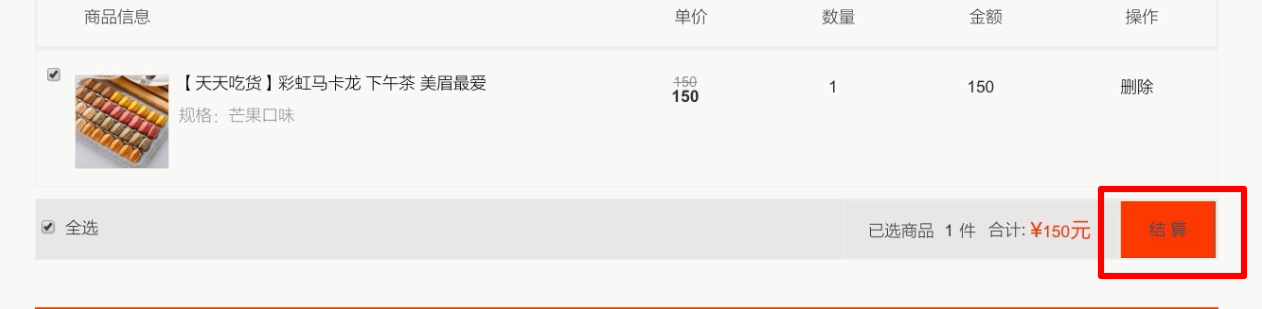 商品信息 单价 数量 金额 操作
【天天吃货】彩虹马卡龙 下午茶 美眉最爱 150 1 150 删除
150
规格：芒果口味
全选 已选商品 1 件 合计:¥150元 结 算